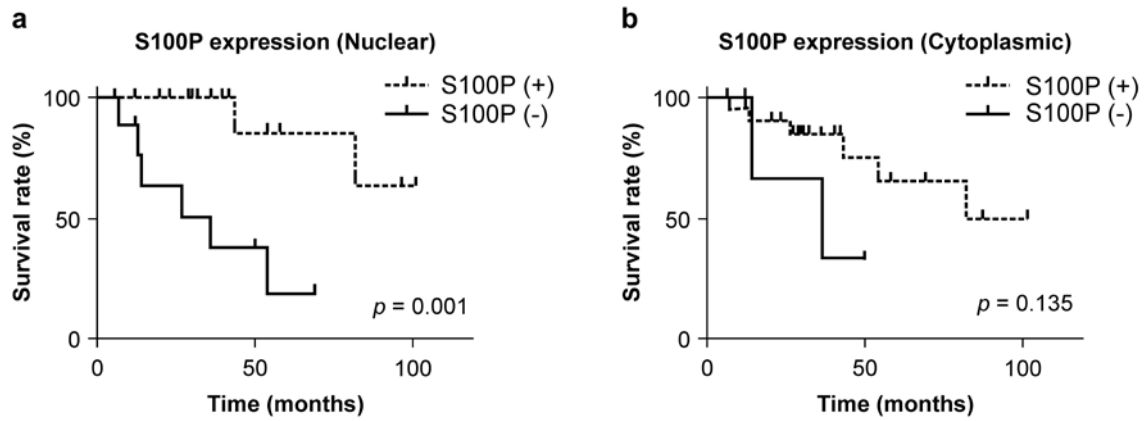 a
S100P expression (Nuclear)
S100P (+)
S100P (-)
100
50
0
Survival rate (%)
p = 0.001
0 50 100
Time (months)
b
S100P expression (Cytoplasmic)
S100P (+)
S100P (-)
100
50
0
Survival rate (%)
p = 0.135
0 50 100
Time (months)